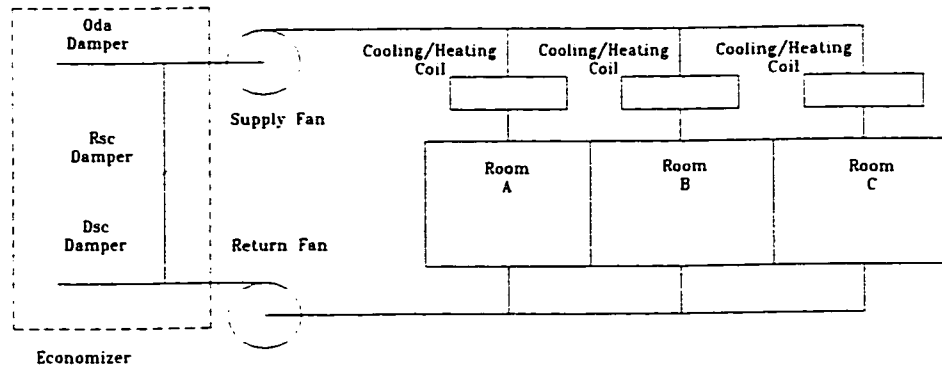 Oda
Damper
Cooling/Heating
Coil
Cooling/Heating
Coil
Cooling/Heating
Coil
Supply Fan
Rsc
Damper
Room
A
Room
B
Room
C
Dsc
Damper
Return Fan
Economizer